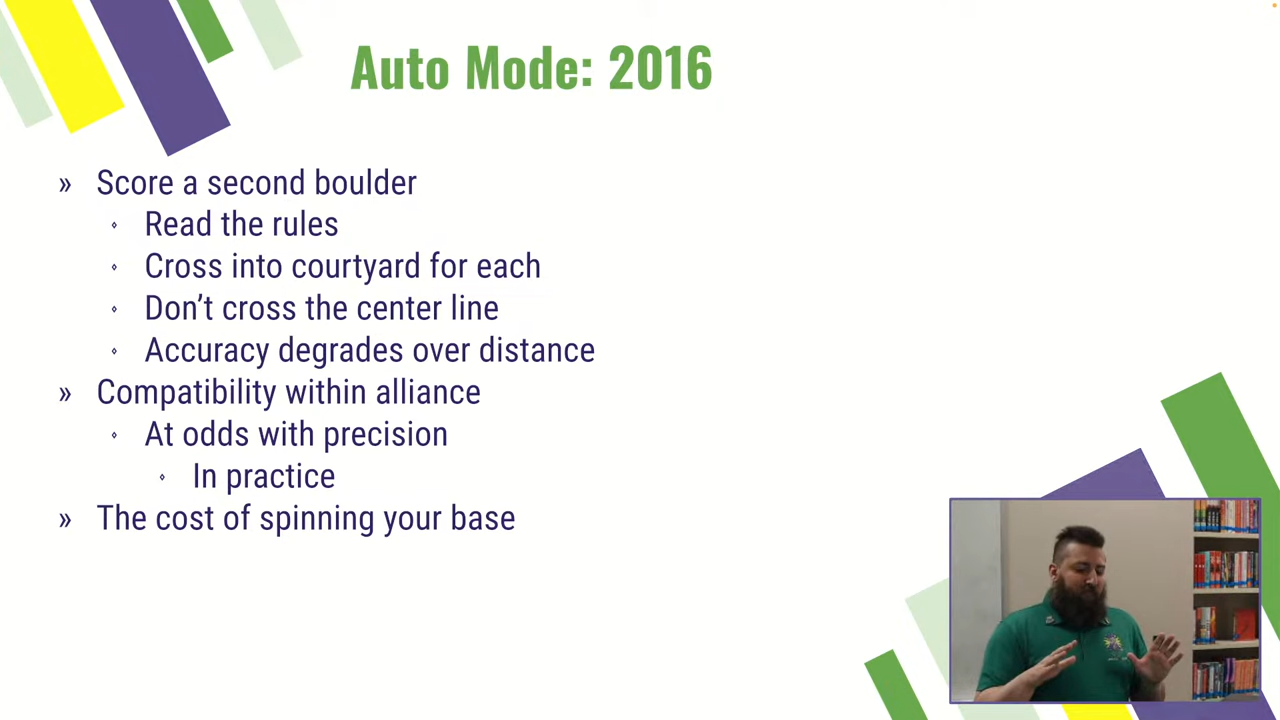 Auto Mode: 2016
» Score a second boulder
Read the rules
Cross into courtyard for each
Don’t cross the center line
Accuracy degrades over distance
» Compatibility within alliance
At odds with precision
In practice
» The cost of spinning your base